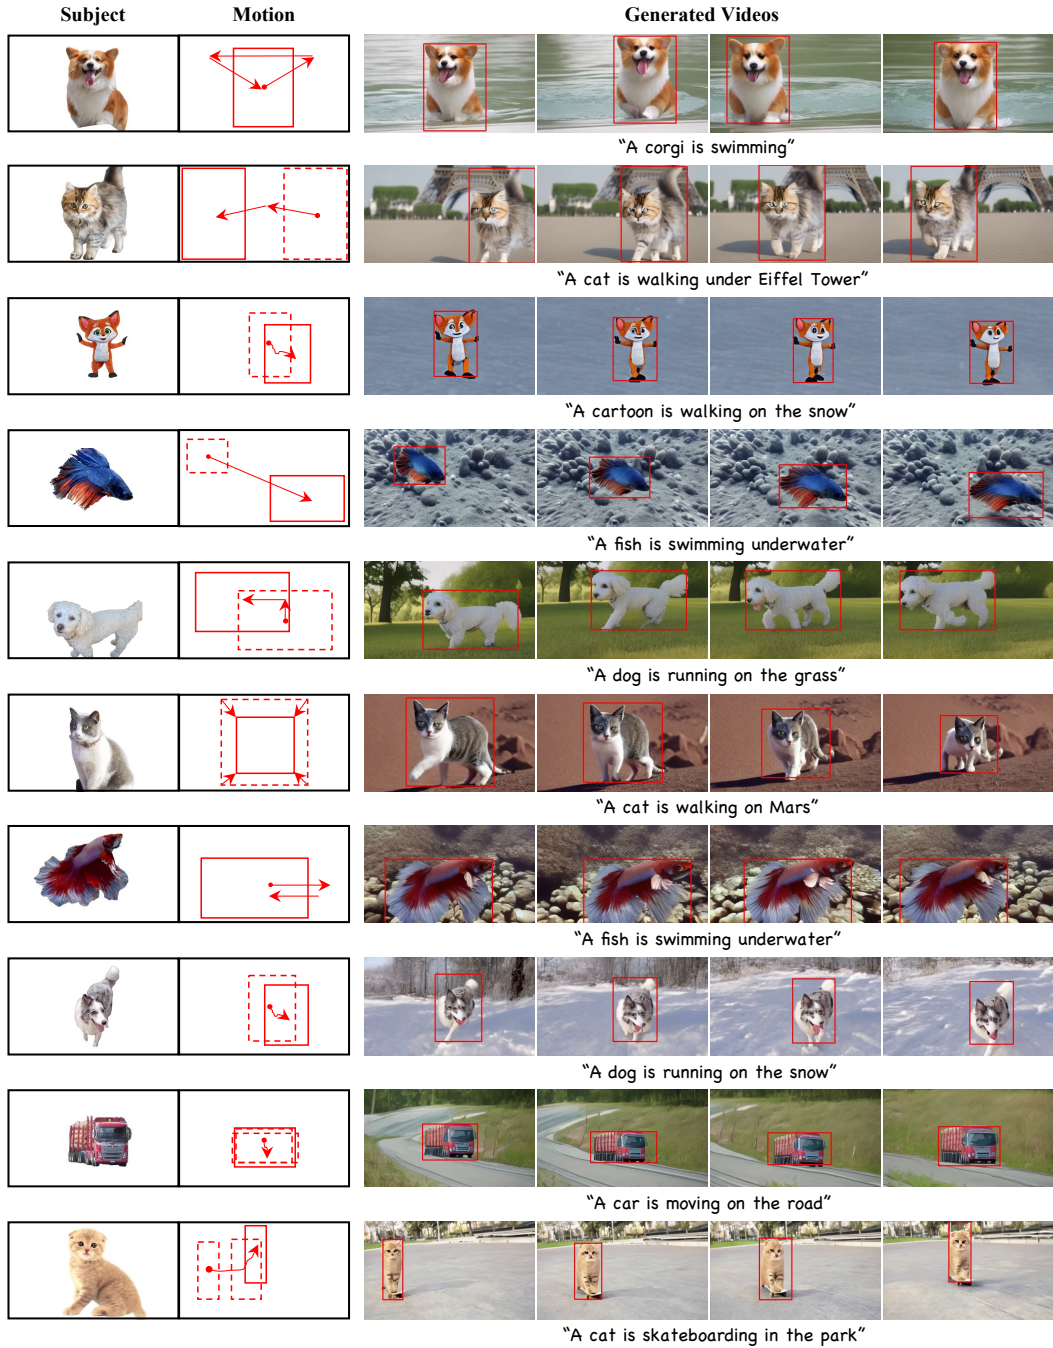 Subject Motion Generated Videos
“A corgi is swimming”
“A cat is walking under Eiffel Tower”
“A cartoon is walking on the snow”
“A fish is swimming underwater”
“A dog is running on the grass”
“A cat is walking on Mars”
“A fish is swimming underwater”
“A dog is running on the snow”
“A car is moving on the road”
“A cat is skateboarding in the park”